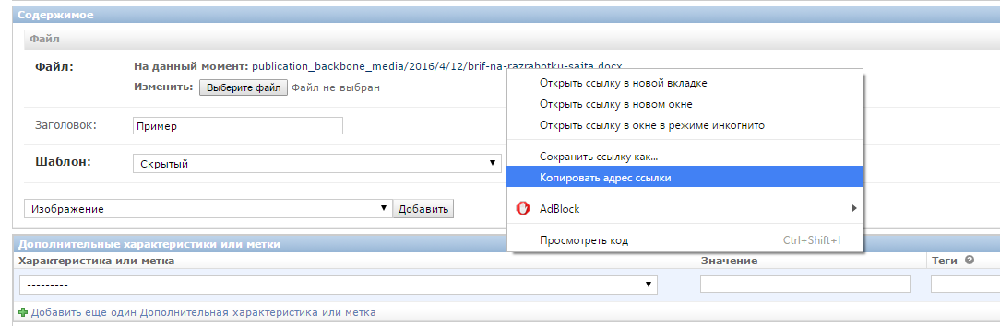 Содержимое
Файл
Файл: На данный момент: publication_backbone_media/2016/4/12/brif-na-razrabotku-sajta.docx
Изменить: Выберите файл Файл не выбран
Заголовок: Пример
Шаблон: Скрытый
Изображение Добавить
Открыть ссылку в новой вкладке
Открыть ссылку в новом окне
Открыть ссылку в окне в режиме инкогнито
Сохранить ссылку как...
Копировать адрес ссылки
AdBlock
Просмотреть код Ctrl+Shift+I
Дополнительные характеристики или метки
Характеристика или метка Значение Теги ?
---------
Добавить еще один Дополнительная характеристика или метка